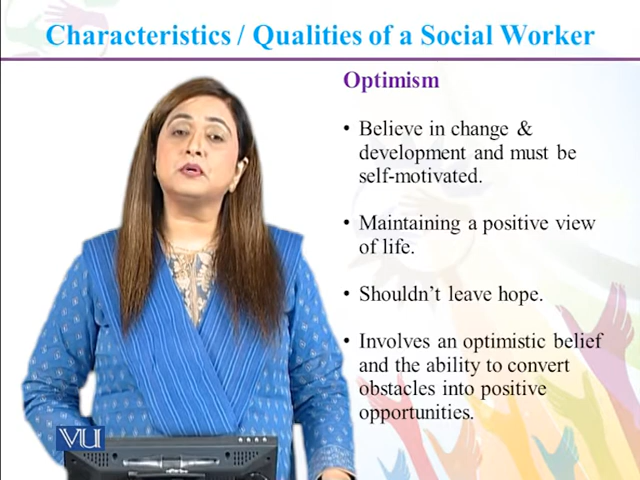 Characteristics / Qualities of a Social Worker
Optimism
• Believe in change &
development and must be
self-motivated.
• Maintaining a positive view
of life.
• Shouldn’t leave hope.
• Involves an optimistic belief
and the ability to convert
obstacles into positive
opportunities.
VU